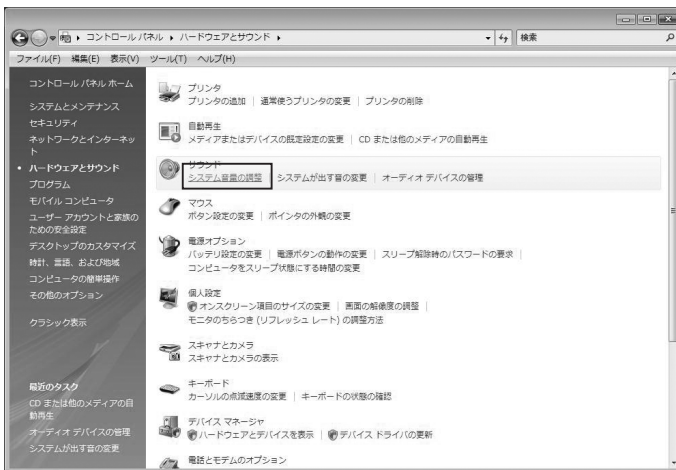 コントロール パネル ▸ ハードウェアとサウンド ▸
検索
ファイル(F) 編集(E) 表示(V) ツール(T) ヘルプ(H)
コントロール パネル ホーム
システムとメンテナンス
セキュリティ
ネットワークとインターネッ
ト
• ハードウェアとサウンド
プログラム
モバイル コンピュータ
ユーザー アカウントと家族の
ための安全設定
デスクトップのカスタマイズ
時計、言語、および地域
コンピュータの簡単操作
その他のオプション
クラシック表示
最近のタスク
CD または他のメディアの自
動再生
オーディオ デバイスの管理
システムが出す音の変更
プリンタ
プリンタの追加 | 通常使うプリンタの変更 | プリンタの削除
自動再生
メディアまたはデバイスの既定設定の変更 | CD または他のメディアの自動再生
サウンド
システム音量の調整 | システムが出す音の変更 | オーディオ デバイスの管理
マウス
ボタン設定の変更 | ポインタの外観の変更
電源オプション
バッテリ設定の変更 | 電源ボタンの動作の変更 | スリープ解除時のパスワードの要求 |
コンピュータをスリープ状態にする時間の変更
個人設定
オンスクリーン項目のサイズの変更 | 画面の解像度の調整 |
モニタのちらつき (リフレッシュ レート) の調整方法
スキャナとカメラ
スキャナとカメラの表示
キーボード
カーソルの点滅速度の変更 | キーボードの状態の確認
デバイス マネージャ
ハードウェアとデバイスを表示 | デバイス ドライバの更新
電話とモデムのオプション